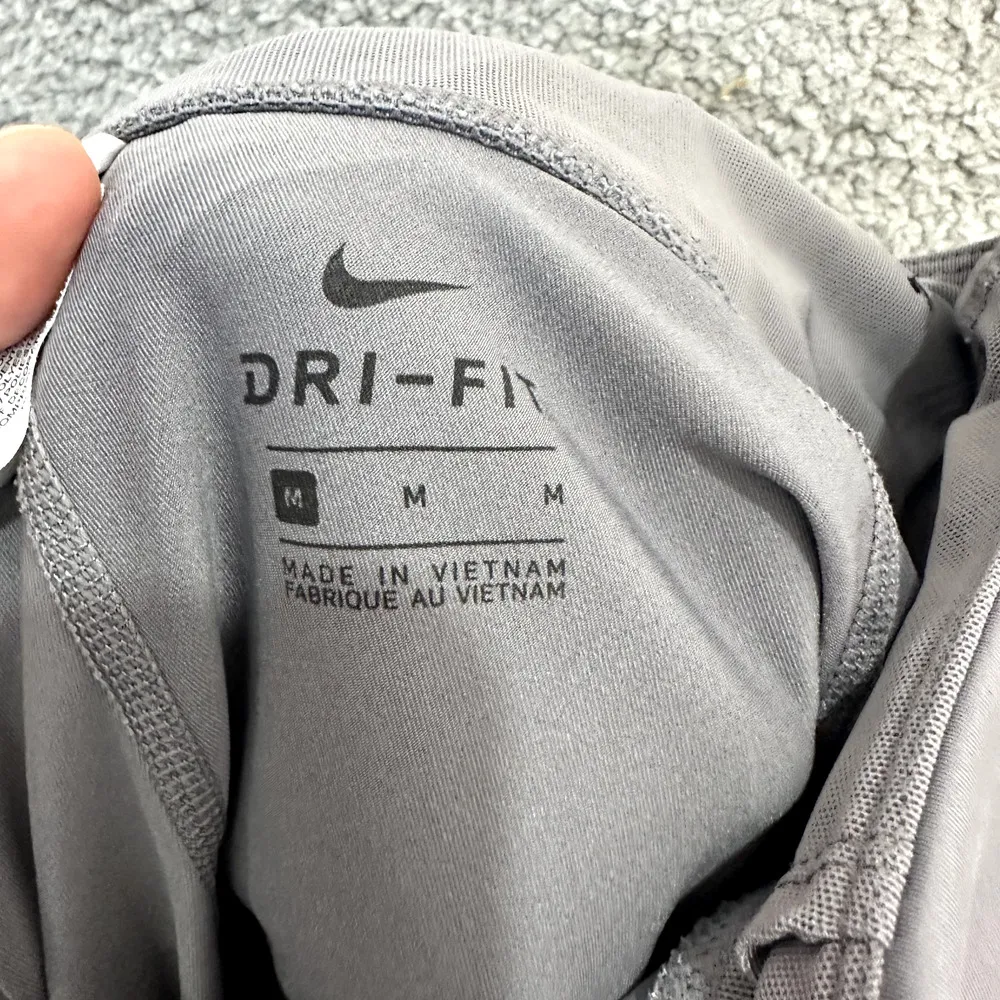 DRI-FIT
M M M
MADE IN VIETNAM
FABRIQUE AU VIETNAM